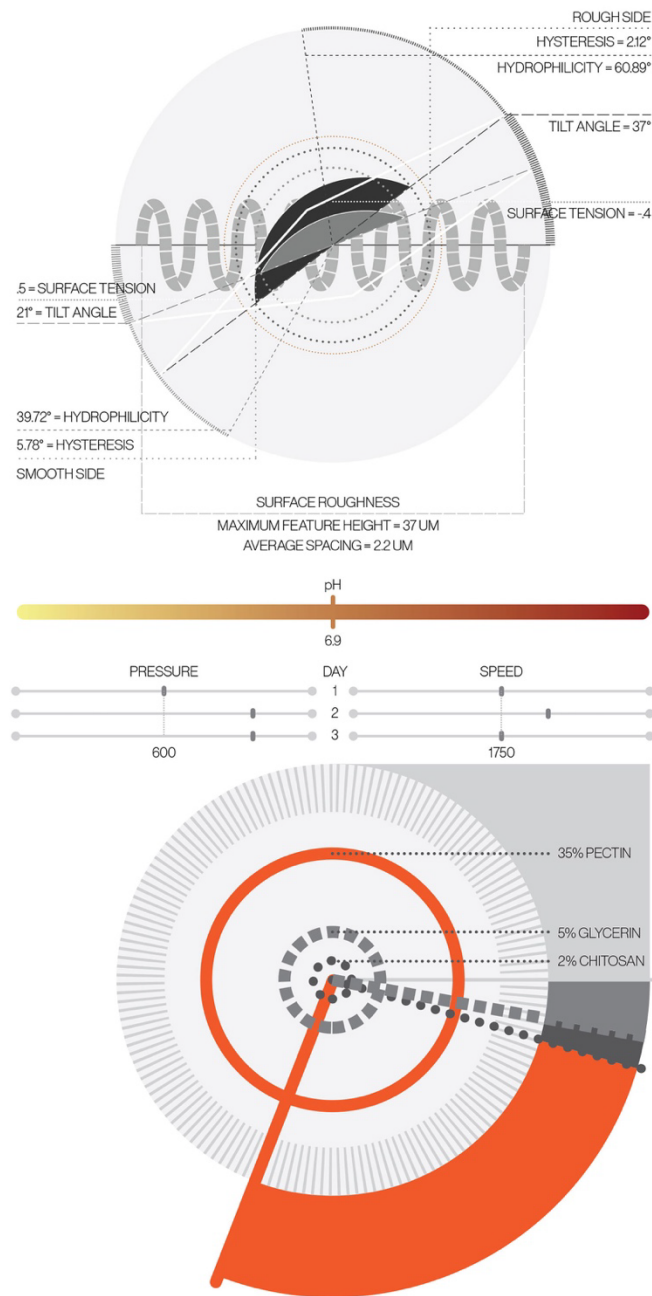 ROUGH SIDE
HYSTERESIS = 2.12°
HYDROPHILICITY = 60.89°
TILT ANGLE = 37°
SURFACE TENSION = -.4
.5 = SURFACE TENSION
21° = TILT ANGLE
39.72° = HYDROPHILICITY
5.78° = HYSTERESIS
SMOOTH SIDE
SURFACE ROUGHNESS
MAXIMUM FEATURE HEIGHT = 37 UM
AVERAGE SPACING = 2.2 UM
pH
6.9
PRESSURE DAY SPEED
1
2
3
600 1750
35% PECTIN
5% GLYCERIN
2% CHITOSAN